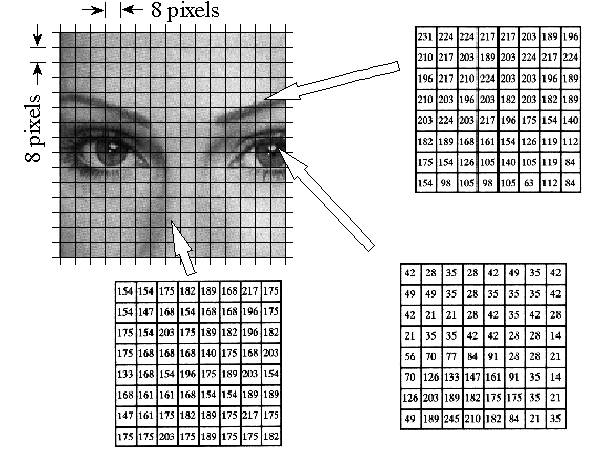 8 pixels
8 pixels
231 224 224 217 217 203 189 196
210 217 203 189 203 224 217 224
196 217 210 224 203 203 196 189
210 203 196 203 182 203 182 189
203 224 203 217 196 175 154 140
182 189 168 161 154 126 119 112
175 154 126 105 140 105 119 84
154 98 105 98 105 63 112 84
42 28 35 28 42 49 35 42
49 49 35 28 35 35 35 42
42 21 21 28 42 35 42 28
21 35 35 42 42 28 28 14
56 70 77 84 91 28 28 21
70 126 133 147 161 91 35 14
126 203 189 182 175 175 35 21
49 189 245 210 182 84 21 35
154 154 175 182 189 168 217 175
154 147 168 154 168 168 196 175
175 154 203 175 189 182 196 182
175 168 168 168 140 175 168 203
133 168 154 196 175 189 203 154
168 161 161 168 154 154 189 189
147 161 175 182 189 175 217 175
175 175 203 175 189 175 175 182